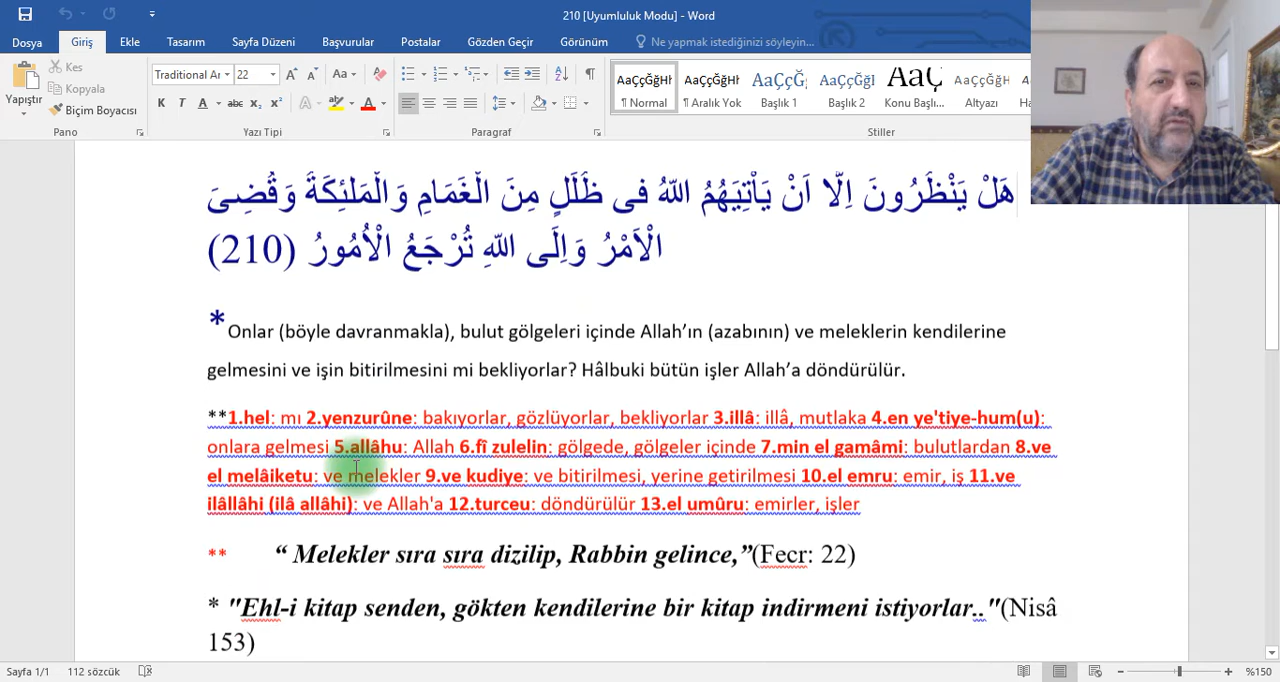 210 [Uyumluluk Modu] - Word
Dosya Giriş Ekle Tasarım Sayfa Düzeni Başvurular Postalar Gözden Geçir Görünüm Ne yapmak istediğinizi söyleyin...
Yapıştır Kes Kopyala Biçim Boyacısı
Traditional Ar 22
AaÇçĞğHł AaÇçĞğHł AaÇçĞğ AaÇçĞğI AaÇ AaÇçĞğH
¶ Normal ¶ Aralık Yok Başlık 1 Başlık 2 Konu Başlı... Altyazı
Pano Yazı Tipi Paragraf Stiller
هَلْ يَنْظُرُونَ اِلَّا اَنْ يَاْتِيَهُمُ اللّهُ فى ظُلَلٍ مِنَ الْغَمَامِ وَالْمَلئِكَةُ وَقُضِىَ
الْاَمْرُ وَاِلَى اللّهِ تُرْجَعُ الْاُمُورُ (210)
*Onlar (böyle davranmakla), bulut gölgeleri içinde Allah’ın (azabının) ve meleklerin kendilerine
gelmesini ve işin bitirilmesini mi bekliyorlar? Hâlbuki bütün işler Allah’a döndürülür.
**1.hel: mı 2.yenzurûne: bakıyorlar, gözlüyorlar, bekliyorlar 3.illâ: illâ, mutlaka 4.en ye'tiye-hum(u):
onlara gelmesi 5.allâhu: Allah 6.fî zulelin: gölgede, gölgeler içinde 7.min el gamâmi: bulutlardan 8.ve
el melâiketu: ve melekler 9.ve kudiye: ve bitirilmesi, yerine getirilmesi 10.el emru: emir, iş 11.ve
ilâllâhi (ilâ allâhi): ve Allah'a 12.turceu: döndürülür 13.el umûru: emirler, işler
** “ Melekler sıra sıra dizilip, Rabbin gelince,”(Fecr: 22)
* "Ehl-i kitap senden, gökten kendilerine bir kitap indirmeni istiyorlar.."(Nisâ
153)
Sayfa 1/1 112 sözcük %150